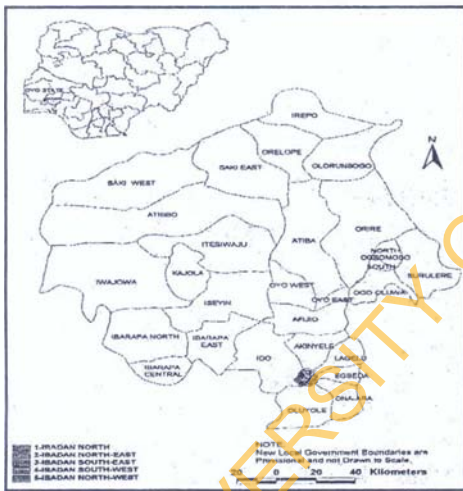 OYO STATE
IREPO
ORELOPE
OLORUNSOGO
SAKI EAST
SAKI WEST
N
ATISBO
ORIRE
ATIBA
ITESIWAJU
NORTH
OGBOMOSO
SOUTH
SURULERE
KAJOLA
IWAJOWA
OYO WEST
OGO OLUWA
OYO EAST
ISEYIN
AFIJIO
IBARAPA NORTH
IBARAPA
EAST
AKINYELE
IDO
LAGELU
IBARAPA
CENTRAL
EGBEDA
ONA-ARA
OLUYOLE
1-IBADAN NORTH
2-IBADAN NORTH-EAST
3-IBADAN SOUTH-EAST
4-IBADAN SOUTH-WEST
5-IBADAN NORTH-WEST
NOTE
New Local Government Boundaries are
Provisional and not Drawn to Scale,
20 0 20 40 Kilometers
VERSITY O